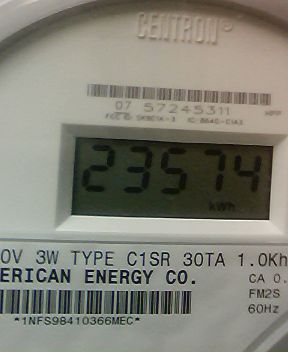 CENTRON®
07 57245311
23574
kWh
0V 3W TYPE C1SR 30TA 1.0Kh
ERICAN ENERGY CO.
CA 0.
FM2S
60Hz
*1NFS98410366MEC*